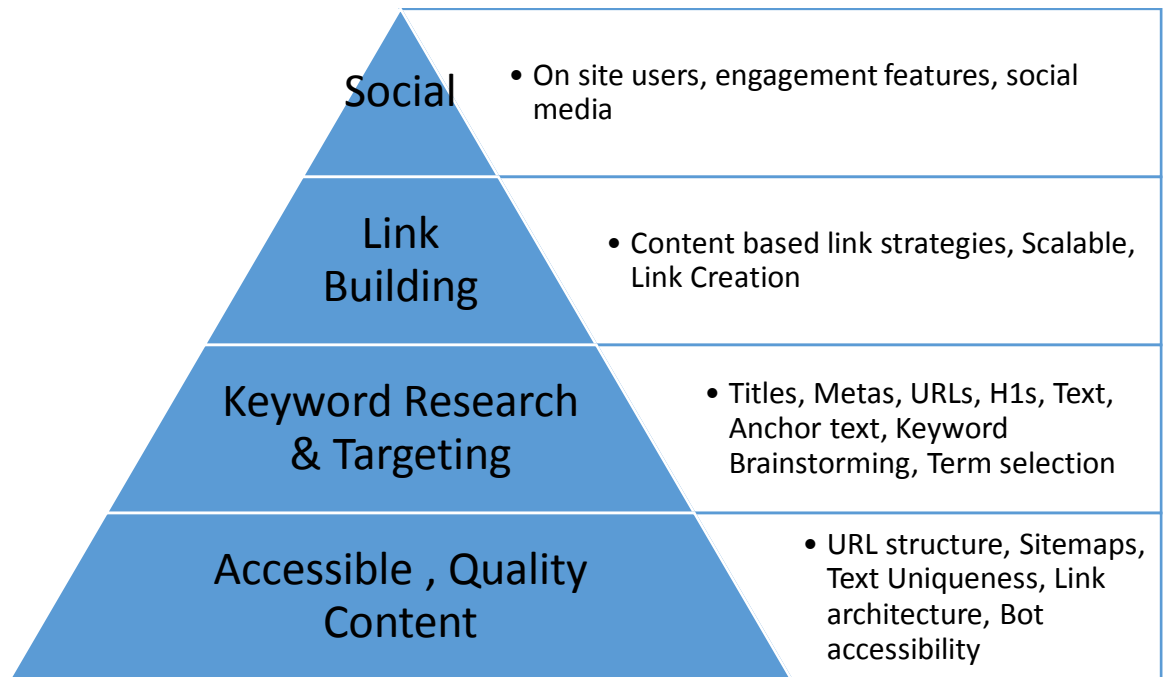 Social
• On site users, engagement features, social
media
Link
Building
• Content based link strategies, Scalable,
Link Creation
Keyword Research
& Targeting
• Titles, Metas, URLs, H1s, Text,
Anchor text, Keyword
Brainstorming, Term selection
Accessible , Quality
Content
• URL structure, Sitemaps,
Text Uniqueness, Link
architecture, Bot
accessibility